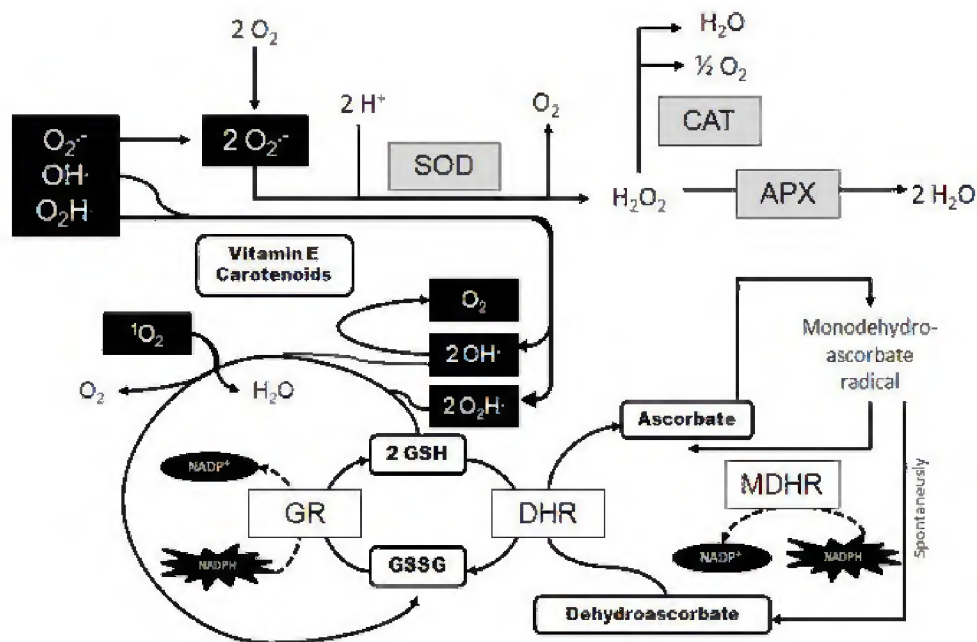 2 O₂
H₂O
½ O₂
2 H⁺
O₂
CAT
O₂·⁻
2 O₂·⁻
OH·
SOD
O₂H·
H₂O₂
APX
2 H₂O
Vitamin E
Carotenoids
O₂
¹O₂
2 OH·
Monodehydro-
ascorbate
radical
O₂
H₂O
2 O₂H·
Ascorbate
2 GSH
NADP⁺
GR
DHR
MDHR
Spontaneusly
NADPH
GSSG
NADP⁺
NADPH
Dehydroascorbate